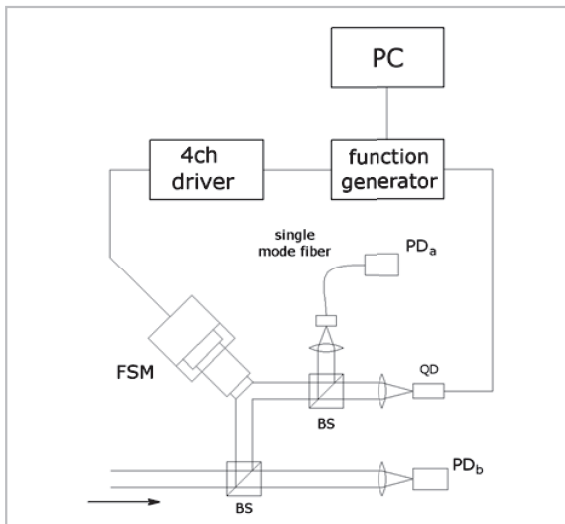 PC
4ch
driver
function
generator
single
mode fiber
PDa
FSM
QD
BS
PDb
BS